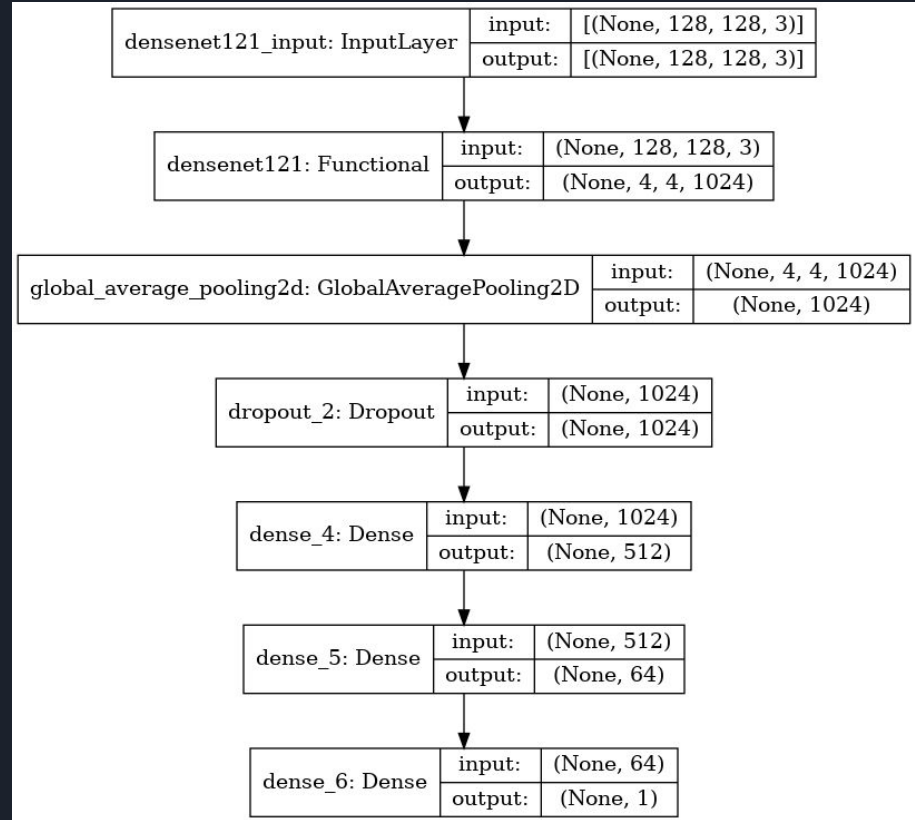 densenet121_input: InputLayer
input: [(None, 128, 128, 3)]
output: [(None, 128, 128, 3)]
densenet121: Functional
input: (None, 128, 128, 3)
output: (None, 4, 4, 1024)
global_average_pooling2d: GlobalAveragePooling2D
input: (None, 4, 4, 1024)
output: (None, 1024)
dropout_2: Dropout
input: (None, 1024)
output: (None, 1024)
dense_4: Dense
input: (None, 1024)
output: (None, 512)
dense_5: Dense
input: (None, 512)
output: (None, 64)
dense_6: Dense
input: (None, 64)
output: (None, 1)